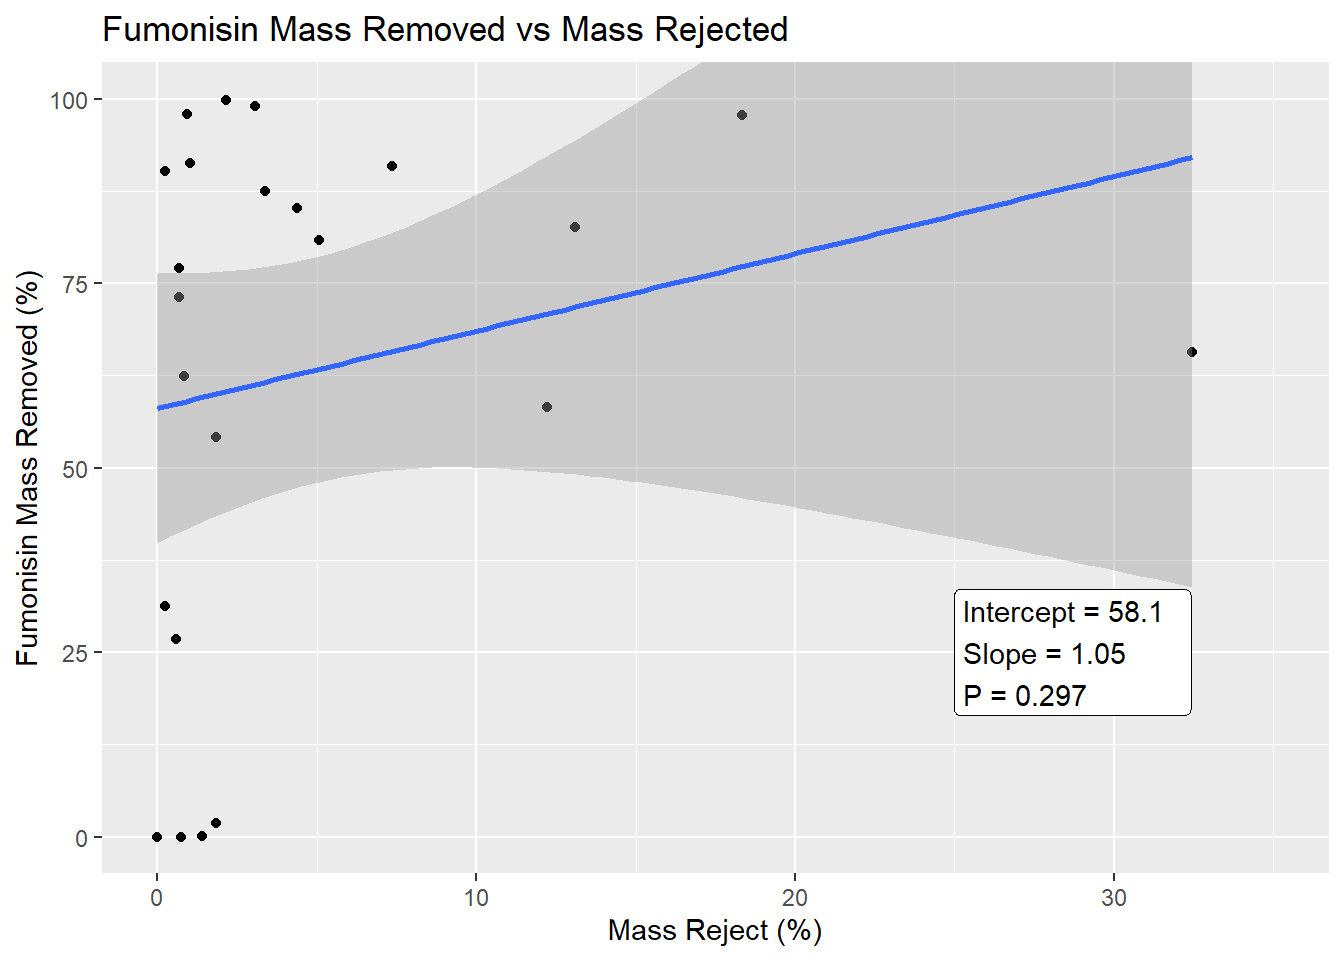 Fumonisin Mass Removed vs Mass Rejected
Fumonisin Mass Removed (%)
100
75
50
25
0
Intercept = 58.1
Slope = 1.05
P = 0.297
0 10 20 30
Mass Reject (%)